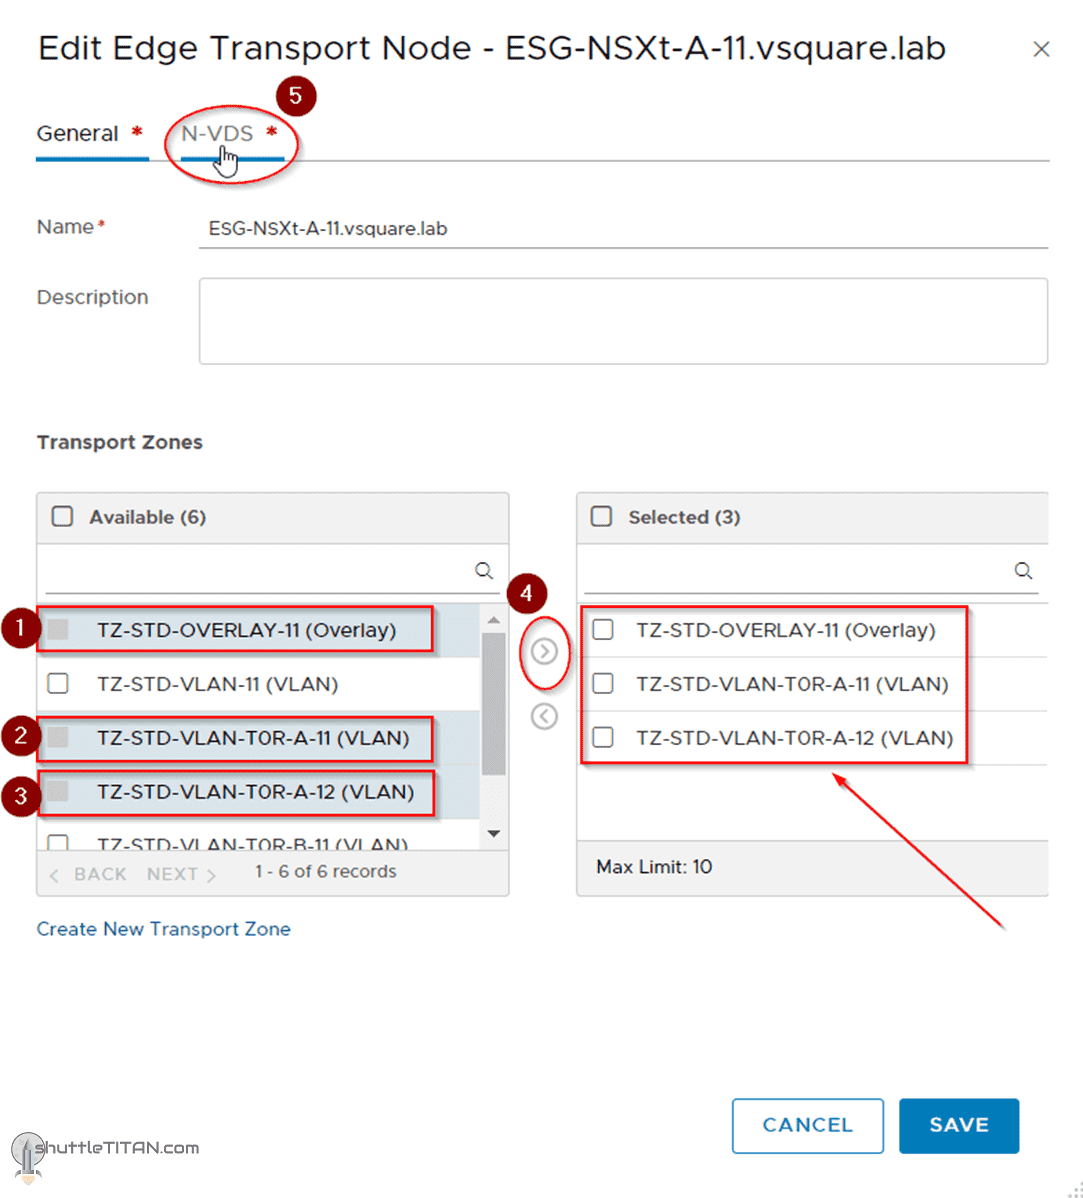 Edit Edge Transport Node - ESG-NSXt-A-11.vsquare.lab
5
General * N-VDS *
Name* ESG-NSXt-A-11.vsquare.lab
Description
Transport Zones
Available (6) Selected (3)
4
1 TZ-STD-OVERLAY-11 (Overlay) TZ-STD-OVERLAY-11 (Overlay)
TZ-STD-VLAN-11 (VLAN) TZ-STD-VLAN-T0R-A-11 (VLAN)
2 TZ-STD-VLAN-T0R-A-11 (VLAN) TZ-STD-VLAN-T0R-A-12 (VLAN)
3 TZ-STD-VLAN-T0R-A-12 (VLAN)
TZ-STD-VLAN-T0R-B-11 (VLAN)
BACK NEXT 1 - 6 of 6 records Max Limit: 10
Create New Transport Zone
CANCEL SAVE
shuttleTITAN.com